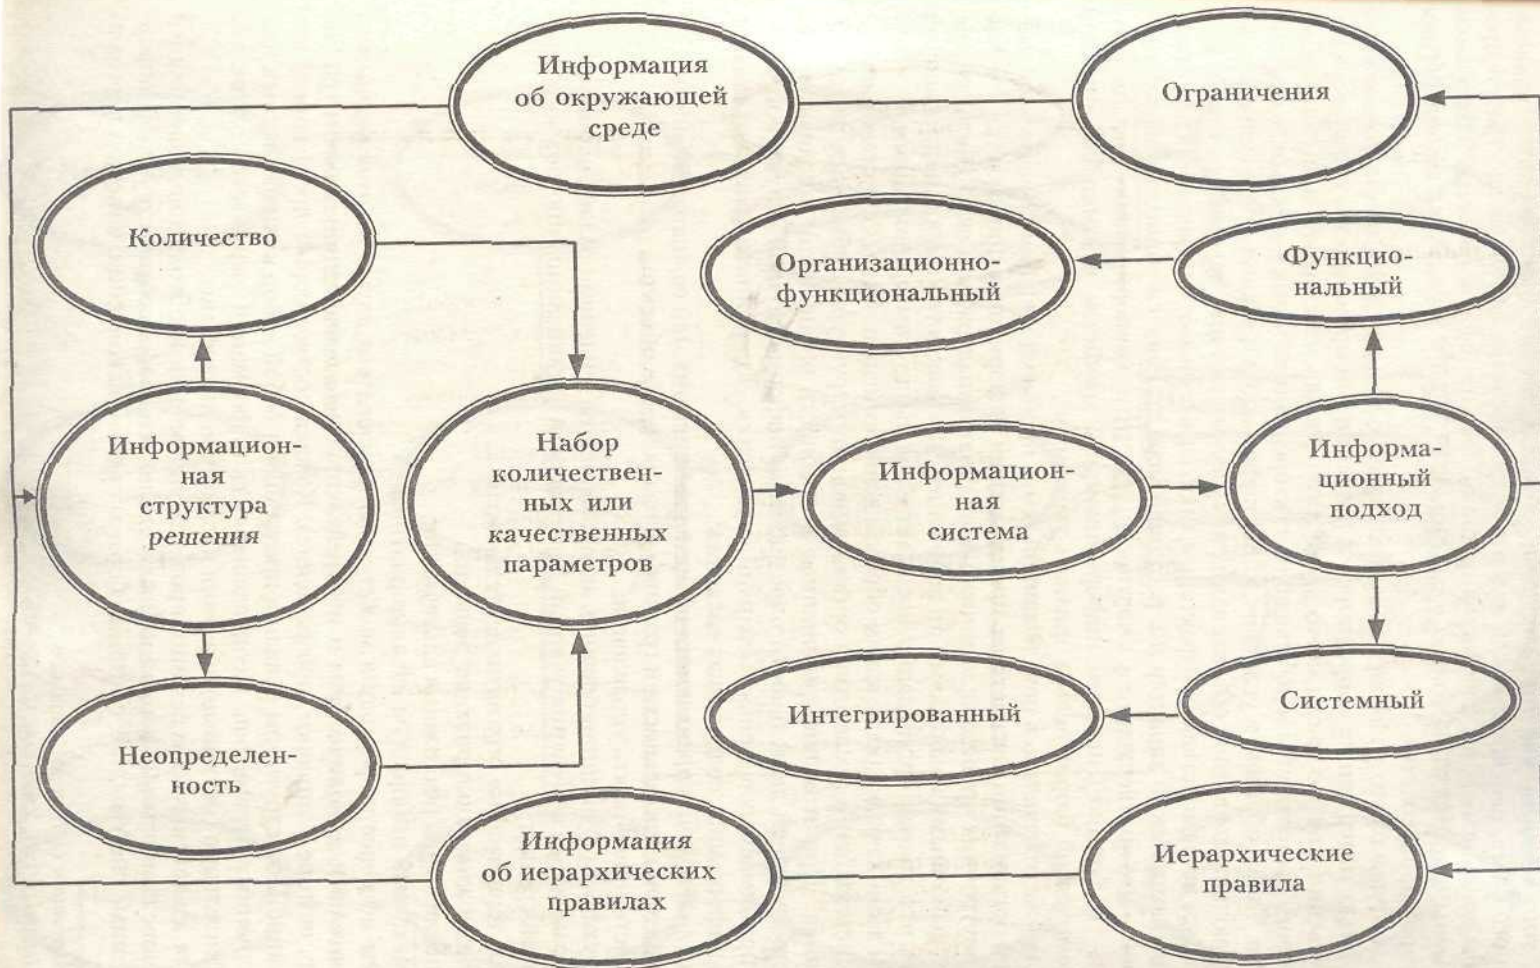 Информация
об окружающей
среде
Ограничения
Количество
Организационно-
функциональный
Функцио-
нальный
Информацион-
ная
структура
решения
Набор
количествен-
ных или
качественных
параметров
Информацион-
ная
система
Информа-
ционный
подход
Неопределен-
ность
Интегрированный
Системный
Информация
об иерархических
правилах
Иерархические
правила